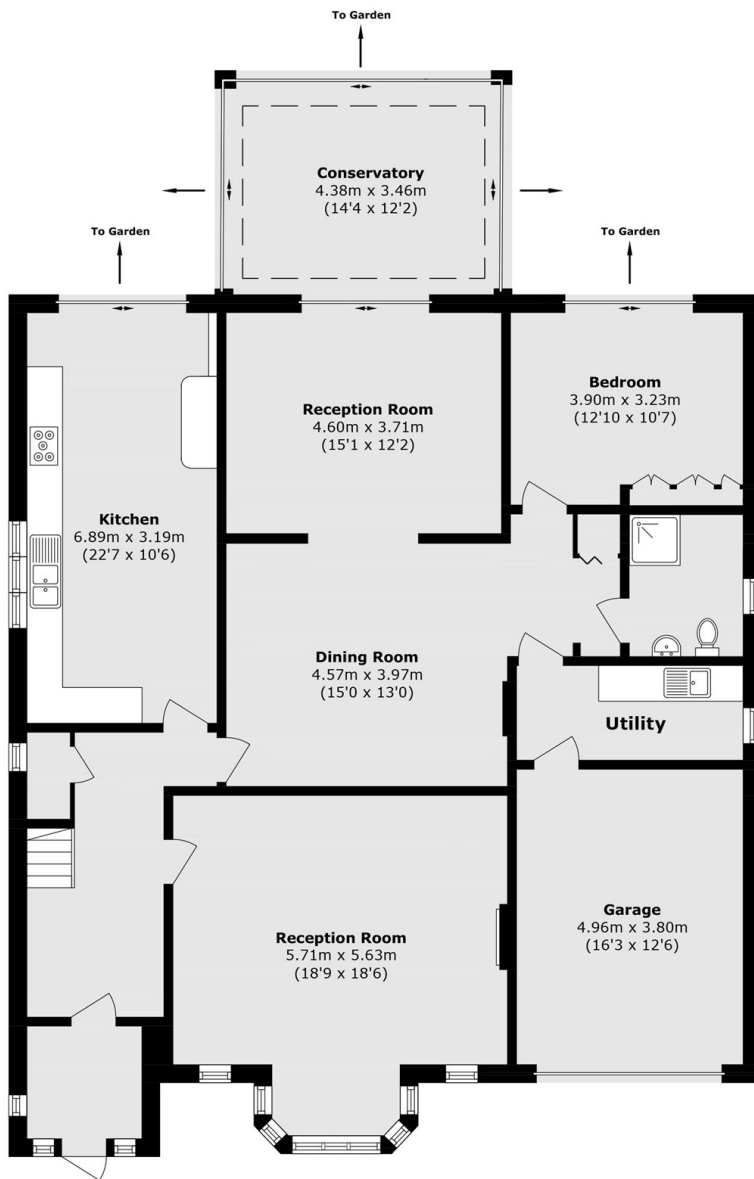 To Garden
Conservatory
4.38m x 3.46m
(14'4 x 12'2)
To Garden
To Garden
Reception Room
4.60m x 3.71m
(15'1 x 12'2)
Bedroom
3.90m x 3.23m
(12'10 x 10'7)
Kitchen
6.89m x 3.19m
(22'7 x 10'6)
Dining Room
4.57m x 3.97m
(15'0 x 13'0)
Utility
Reception Room
5.71m x 5.63m
(18'9 x 18'6)
Garage
4.96m x 3.80m
(16'3 x 12'6)